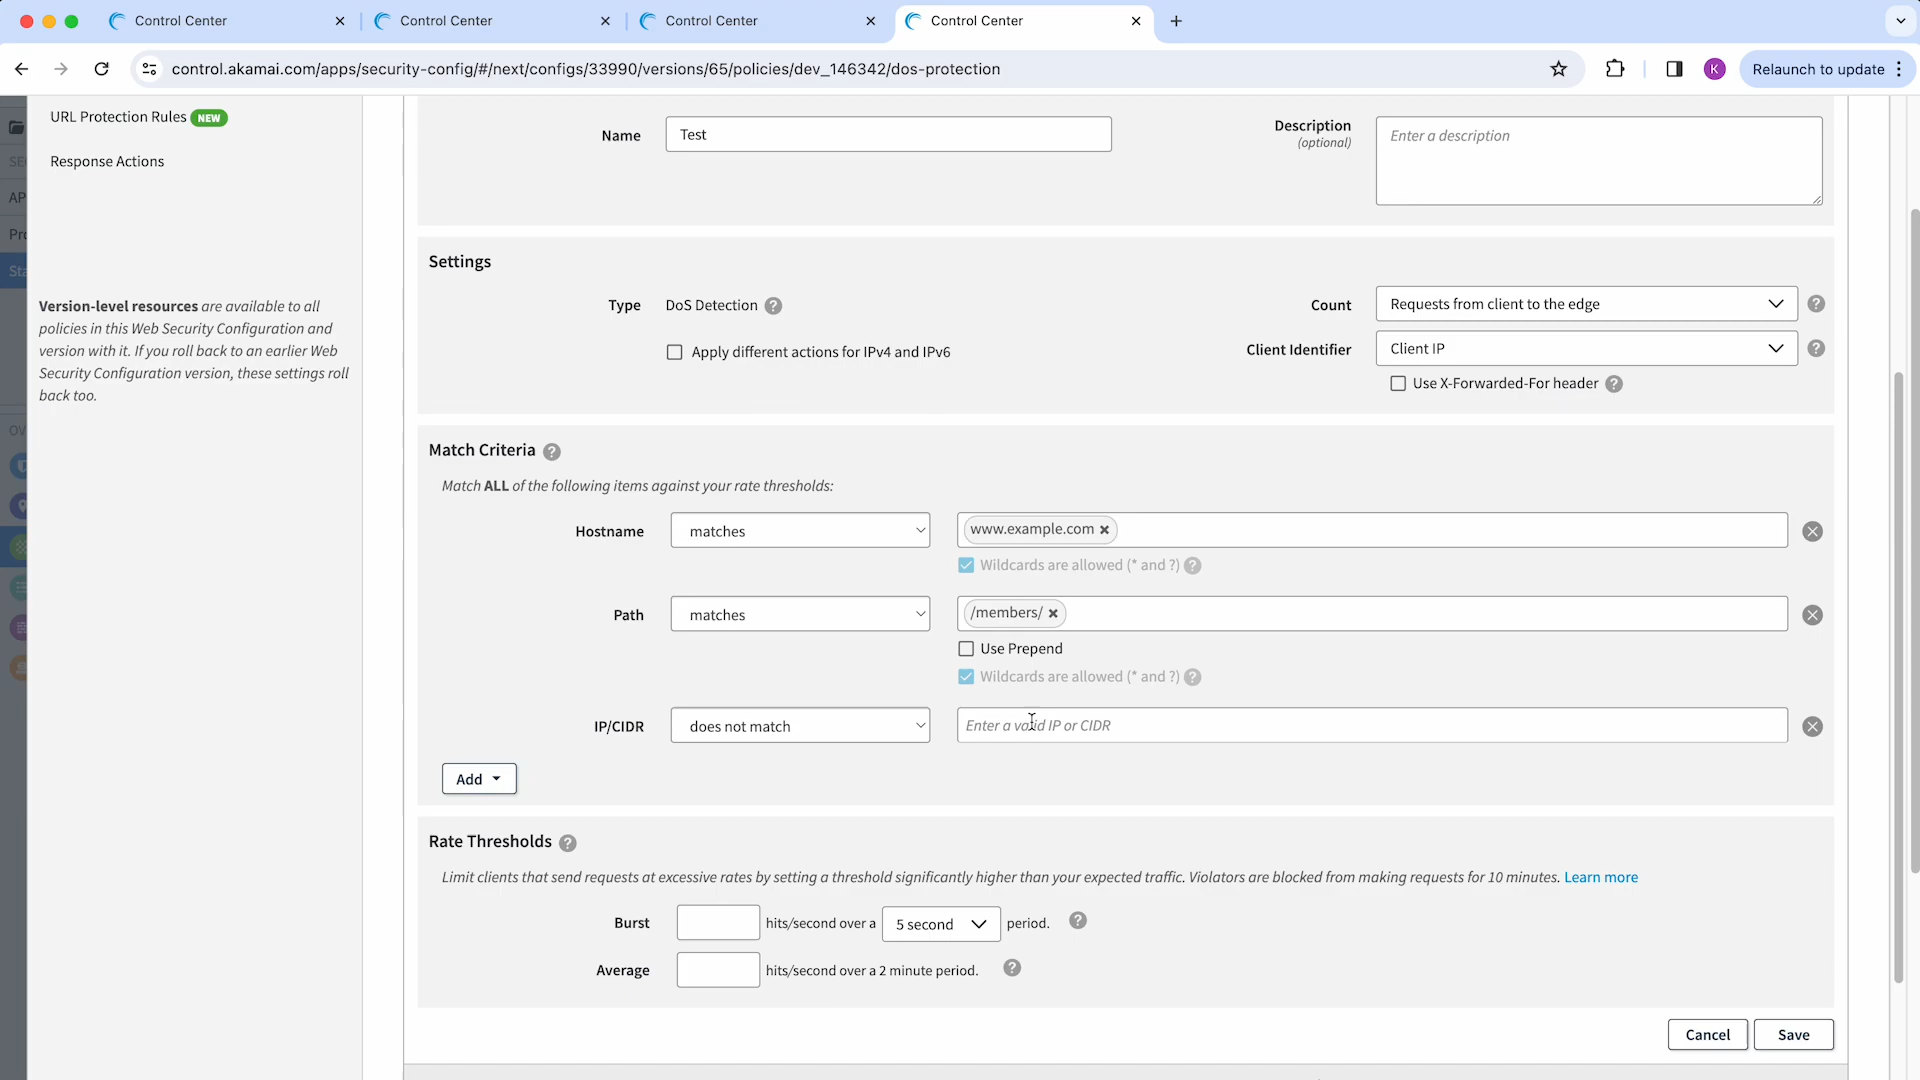 Control Center
Control Center
Control Center
Control Center
control.akamai.com/apps/security-config/#/next/configs/33990/versions/65/policies/dev_146342/dos-protection
K
Relaunch to update
URL Protection Rules NEW
Response Actions
Version-level resources are available to all
policies in this Web Security Configuration and
version with it. If you roll back to an earlier Web
Security Configuration version, these settings roll
back too.
SE
AP
Pro
Sta
OV
Name
Test
Description
(optional)
Enter a description
Settings
Type
DoS Detection ?
Apply different actions for IPv4 and IPv6
Count
Requests from client to the edge
?
Client Identifier
Client IP
?
Use X-Forwarded-For header ?
Match Criteria ?
Match ALL of the following items against your rate thresholds:
Hostname
matches
www.example.com
Wildcards are allowed (* and ?) ?
Path
matches
/members/
Use Prepend
Wildcards are allowed (* and ?) ?
IP/CIDR
does not match
Enter a valid IP or CIDR
Add
Rate Thresholds ?
Limit clients that send requests at excessive rates by setting a threshold significantly higher than your expected traffic. Violators are blocked from making requests for 10 minutes. Learn more
Burst
hits/second over a
5 second
period. ?
Average
hits/second over a 2 minute period. ?
Cancel
Save